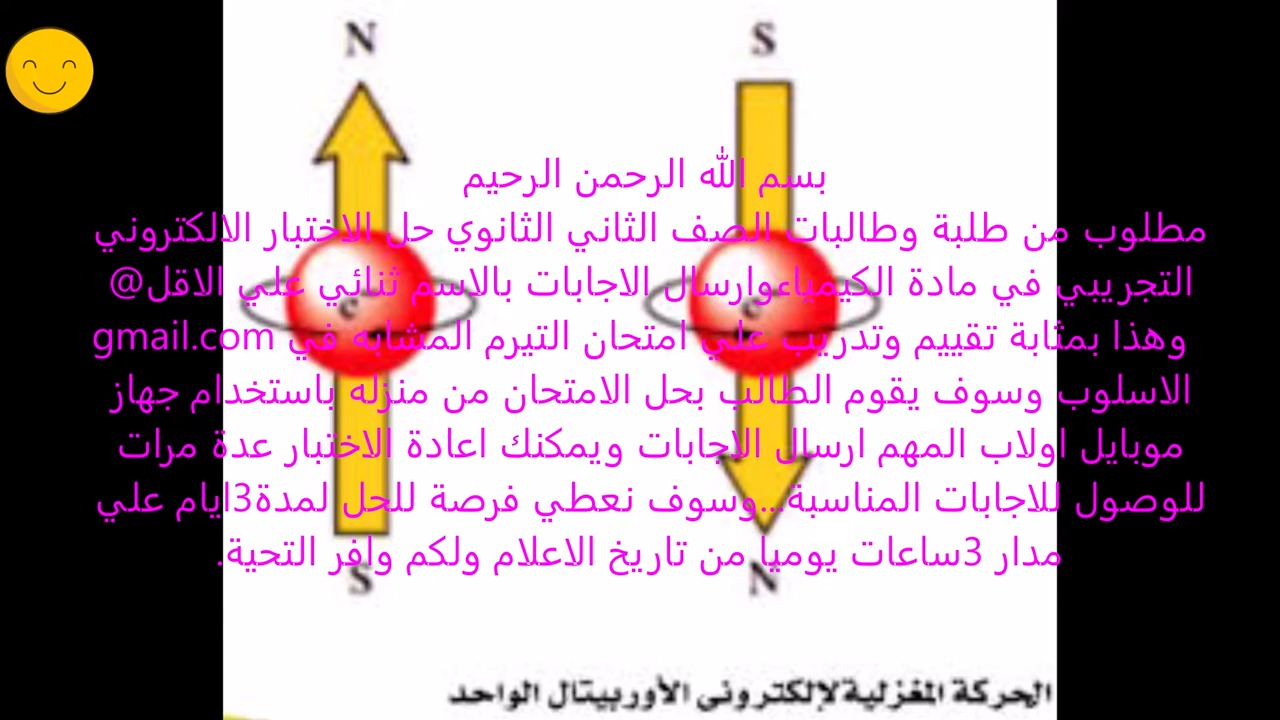 N
S
بسم الله الرحمن الرحيم
مطلوب من طلبة وطالبات الصف الثاني الثانوي حل الاختبار الالكتروني
التجريبي في مادة الكيمياءوارسال الاجابات بالاسم ثنائي علي الاقل@
وهذا بمثابة تقييم وتدريب علي امتحان التيرم المشابه في gmail.com
الاسلوب وسوف يقوم الطالب بحل الامتحان من منزله باستخدام جهاز
موبايل اولاب المهم ارسال الاجابات ويمكنك اعادة الاختبار عدة مرات
للوصول للاجابات المناسبة...وسوف نعطي فرصة للحل لمدة3ايام علي
مدار 3ساعات يوميا من تاريخ الاعلام ولكم وافر التحية.
e
e
S
N
الحركة المغزلية لإلكتروني الأوربيتال الواحد